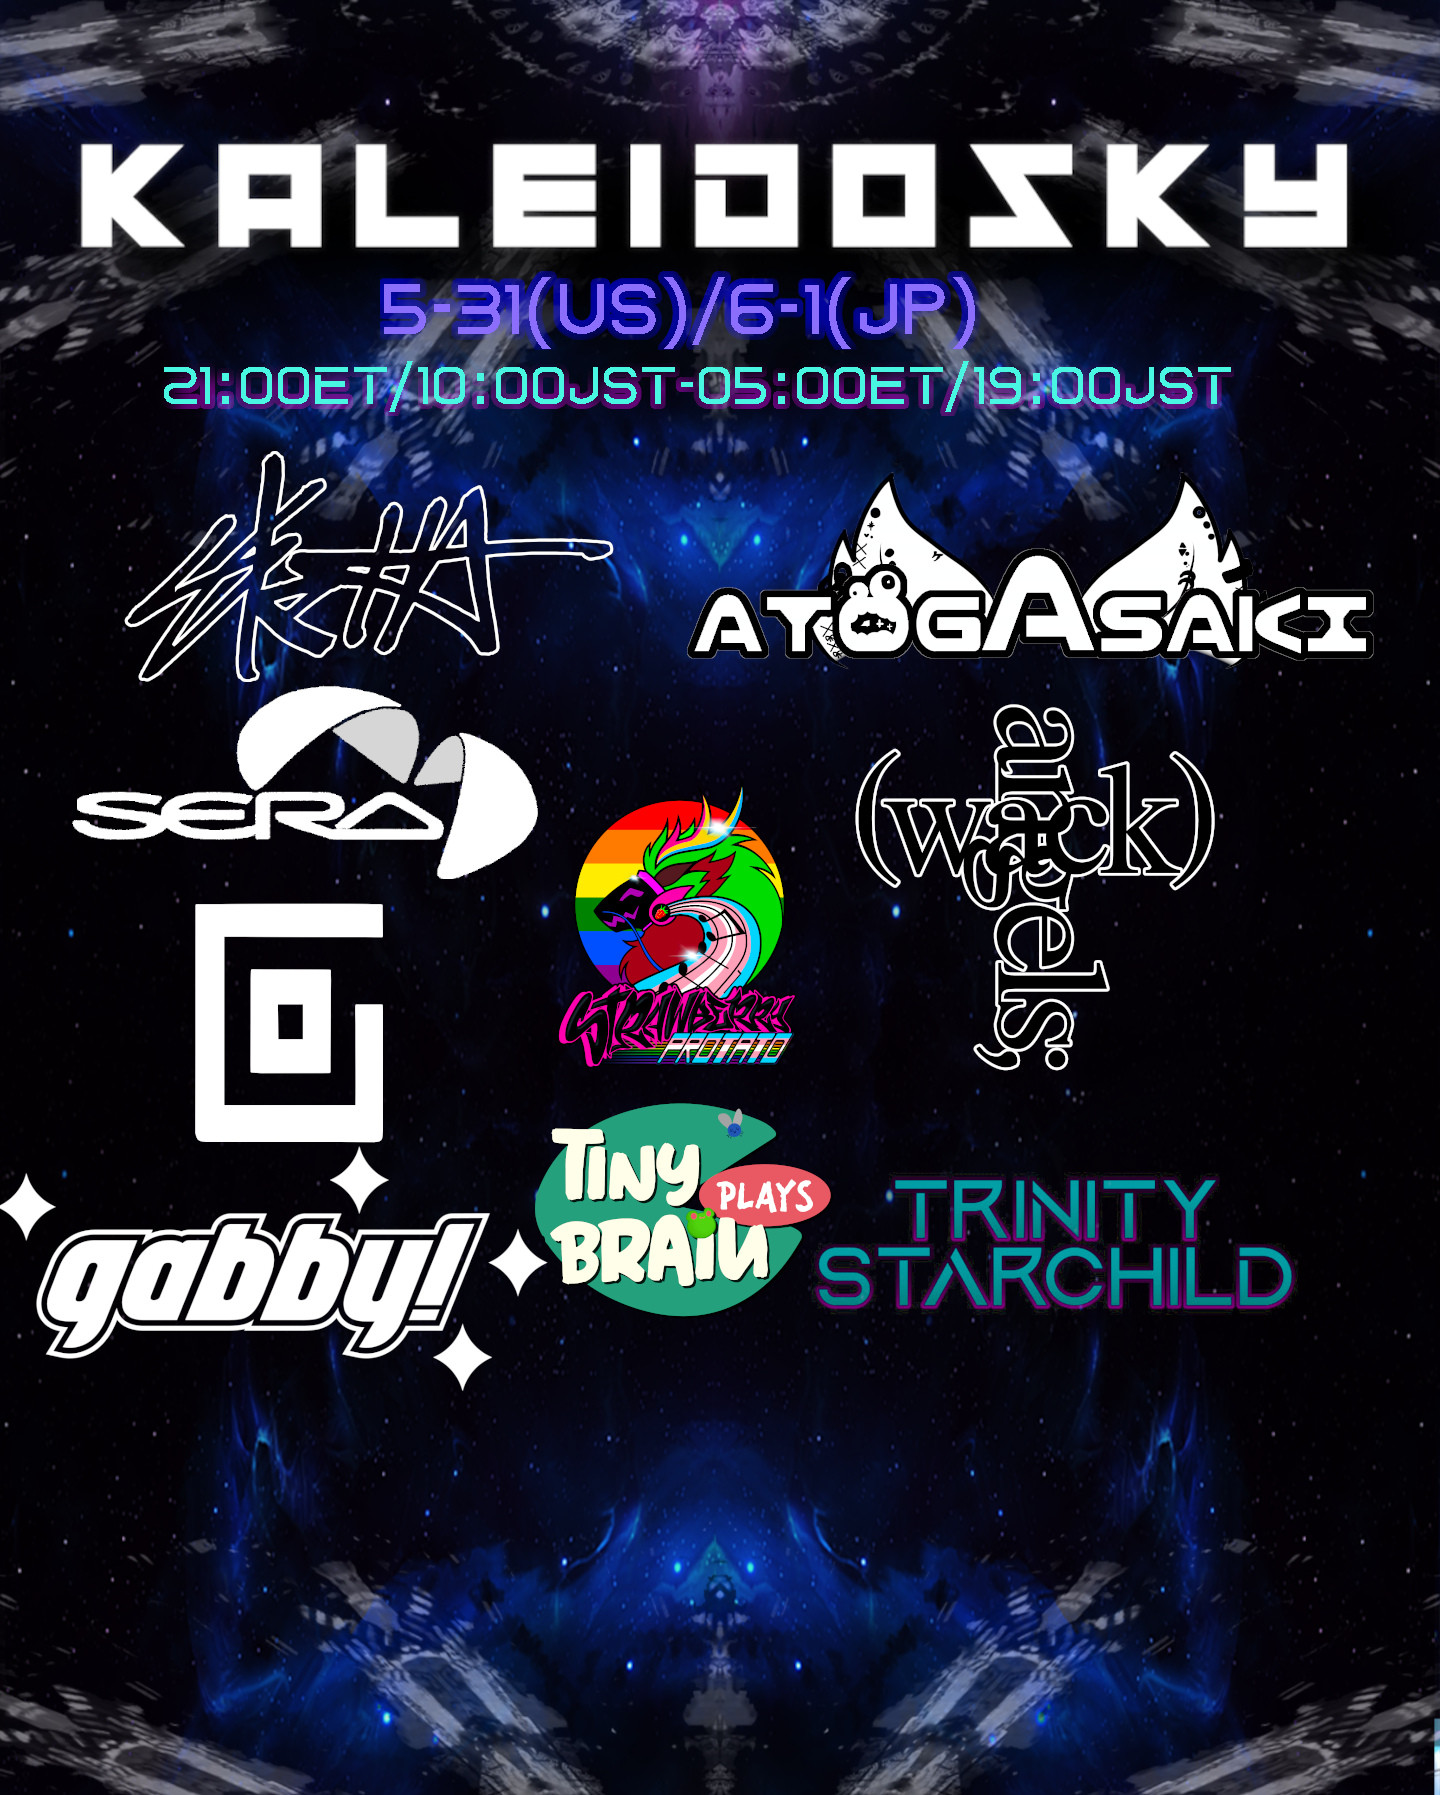 KALEIDOSKY
5-31(US)/6-1(JP)
21:00ET/10:00JST-05:00ET/19:00JST
ATOGASAKI
SERA
(wack)
angels;
STRAWBERRY
PROTATO
gabby!
TINY
PLAYS
BRAIN
TRINITY
STARCHILD